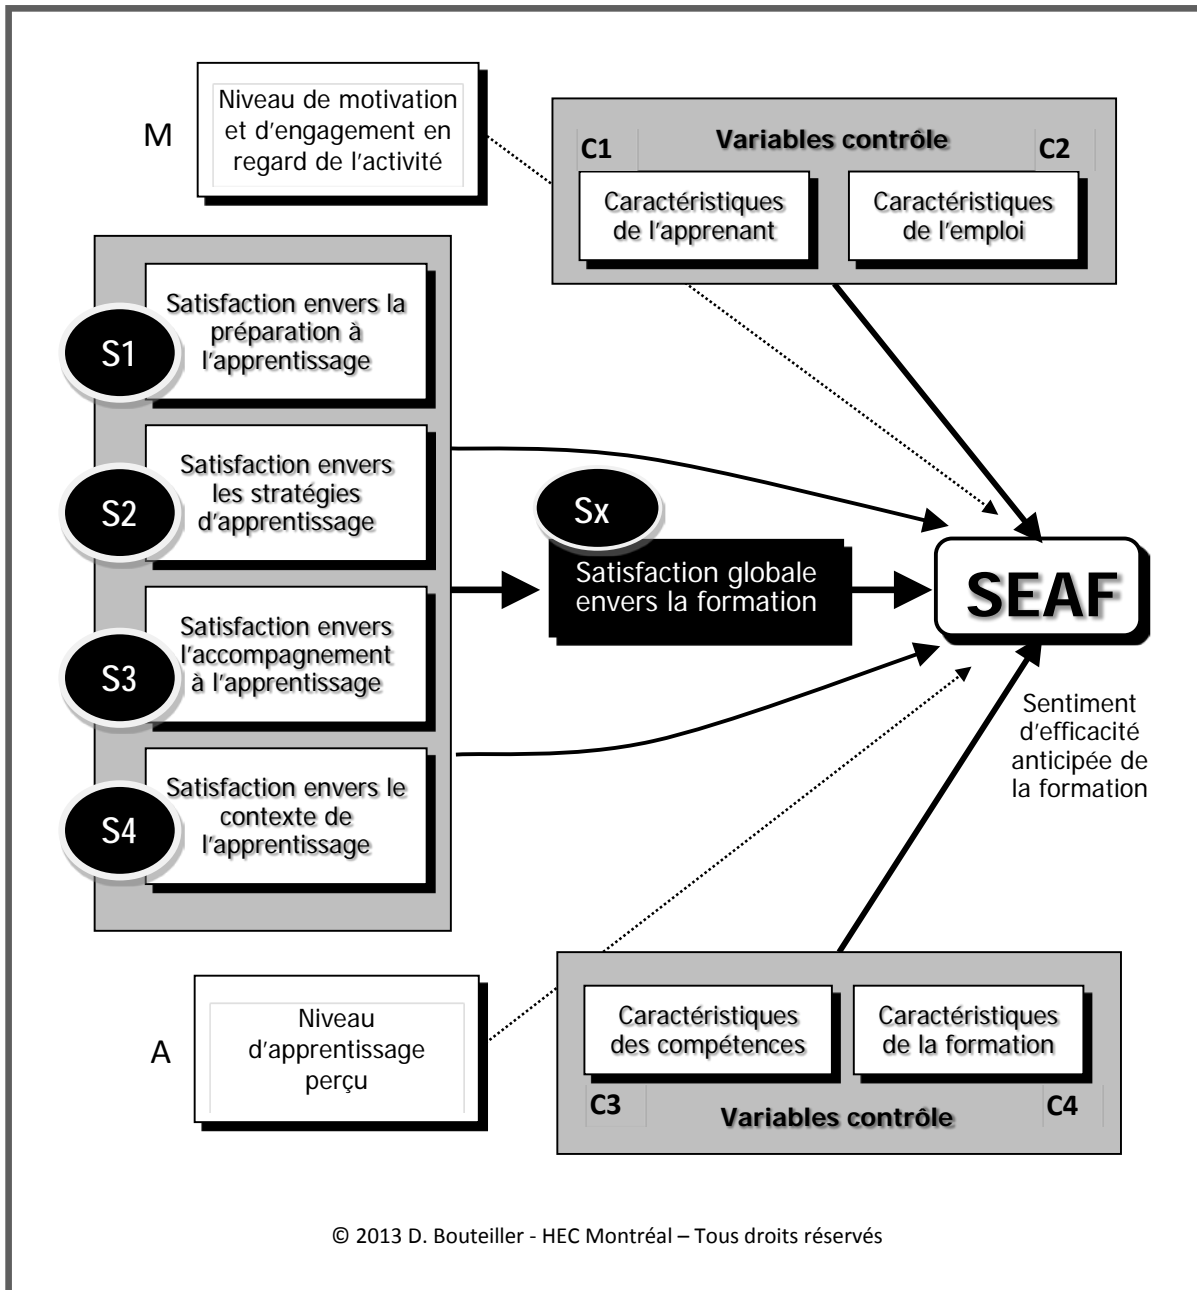 M
Niveau de motivation
et d'engagement en
regard de l'activité
Variables contrôle
C1
C2
Caractéristiques
de l'apprenant
Caractéristiques
de l'emploi
S1
Satisfaction envers la
préparation à
l'apprentissage
S2
Satisfaction envers
les stratégies
d'apprentissage
S3
Satisfaction envers
l'accompagnement
à l'apprentissage
S4
Satisfaction envers le
contexte de
l'apprentissage
Sx
Satisfaction globale
envers la formation
SEAF
Sentiment
d'efficacité
anticipée de
la formation
A
Niveau
d'apprentissage
perçu
Caractéristiques
des compétences
Caractéristiques
de la formation
C3
C4
Variables contrôle
© 2013 D. Bouteiller - HEC Montréal – Tous droits réservés